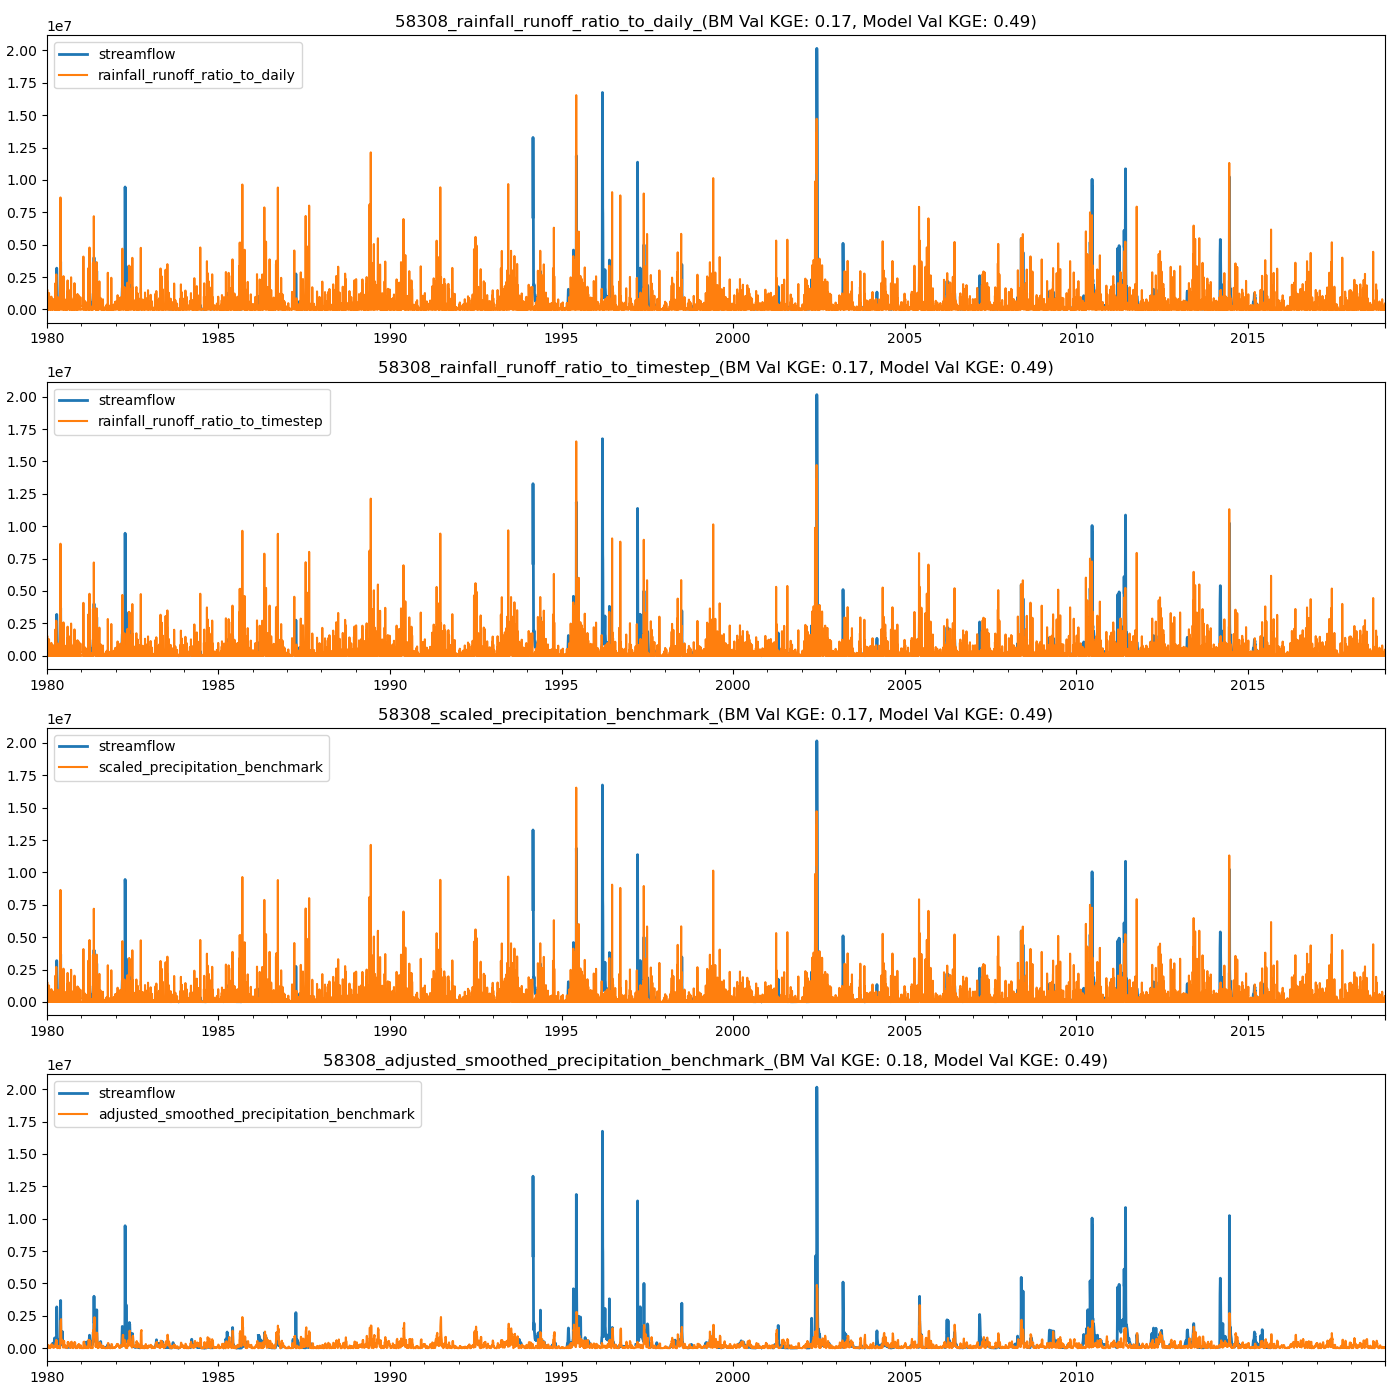 58308_rainfall_runoff_ratio_to_daily_(BM Val KGE: 0.17, Model Val KGE: 0.49)
1e7
streamflow
rainfall_runoff_ratio_to_daily
2.00
1.75
1.50
1.25
1.00
0.75
0.50
0.25
0.00
1980 1985 1990 1995 2000 2005 2010 2015
58308_rainfall_runoff_ratio_to_timestep_(BM Val KGE: 0.17, Model Val KGE: 0.49)
1e7
streamflow
rainfall_runoff_ratio_to_timestep
2.00
1.75
1.50
1.25
1.00
0.75
0.50
0.25
0.00
1980 1985 1990 1995 2000 2005 2010 2015
58308_scaled_precipitation_benchmark_(BM Val KGE: 0.17, Model Val KGE: 0.49)
1e7
streamflow
scaled_precipitation_benchmark
2.00
1.75
1.50
1.25
1.00
0.75
0.50
0.25
0.00
1980 1985 1990 1995 2000 2005 2010 2015
58308_adjusted_smoothed_precipitation_benchmark_(BM Val KGE: 0.18, Model Val KGE: 0.49)
1e7
streamflow
adjusted_smoothed_precipitation_benchmark
2.00
1.75
1.50
1.25
1.00
0.75
0.50
0.25
0.00
1980 1985 1990 1995 2000 2005 2010 2015